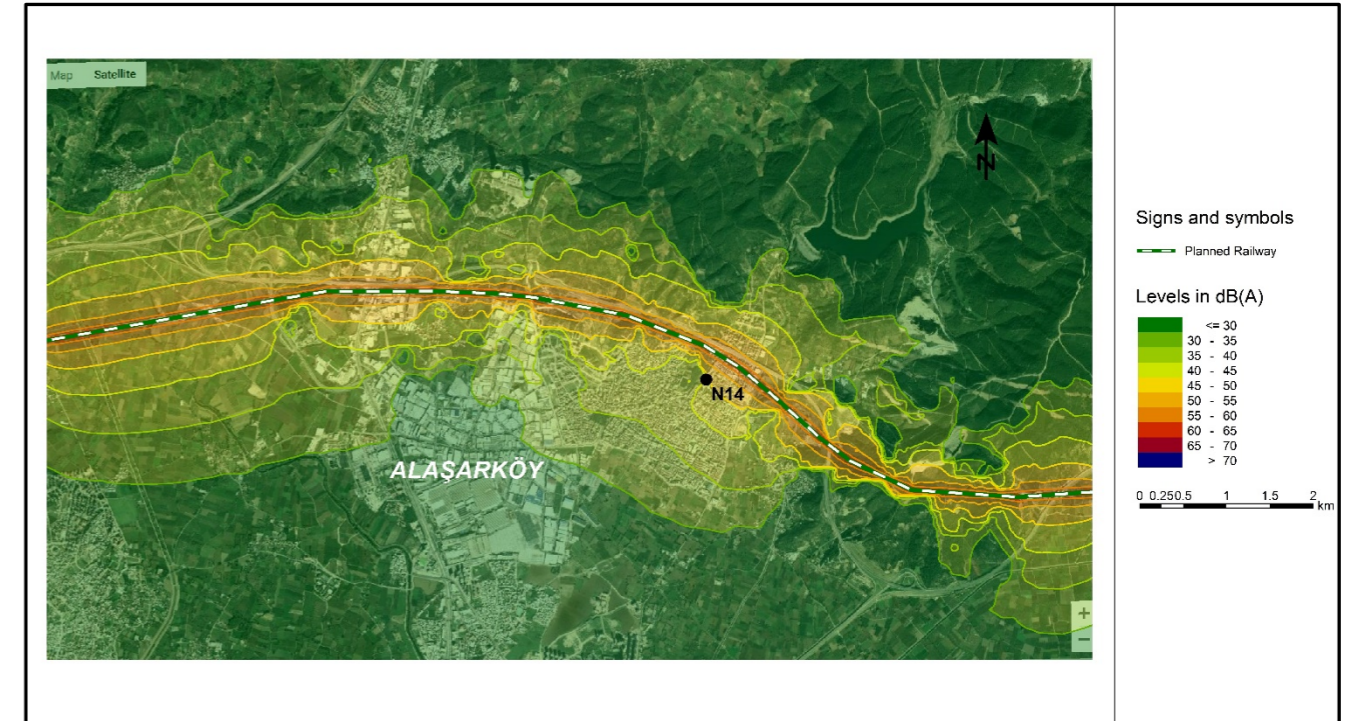 Map Satellite
N
N14
ALAŞARKÖY
+
−
Signs and symbols
Planned Railway
Levels in dB(A)
<= 30
30 - 35
35 - 40
40 - 45
45 - 50
50 - 55
55 - 60
60 - 65
65 - 70
> 70
0 0.250.5 1 1.5 2
km